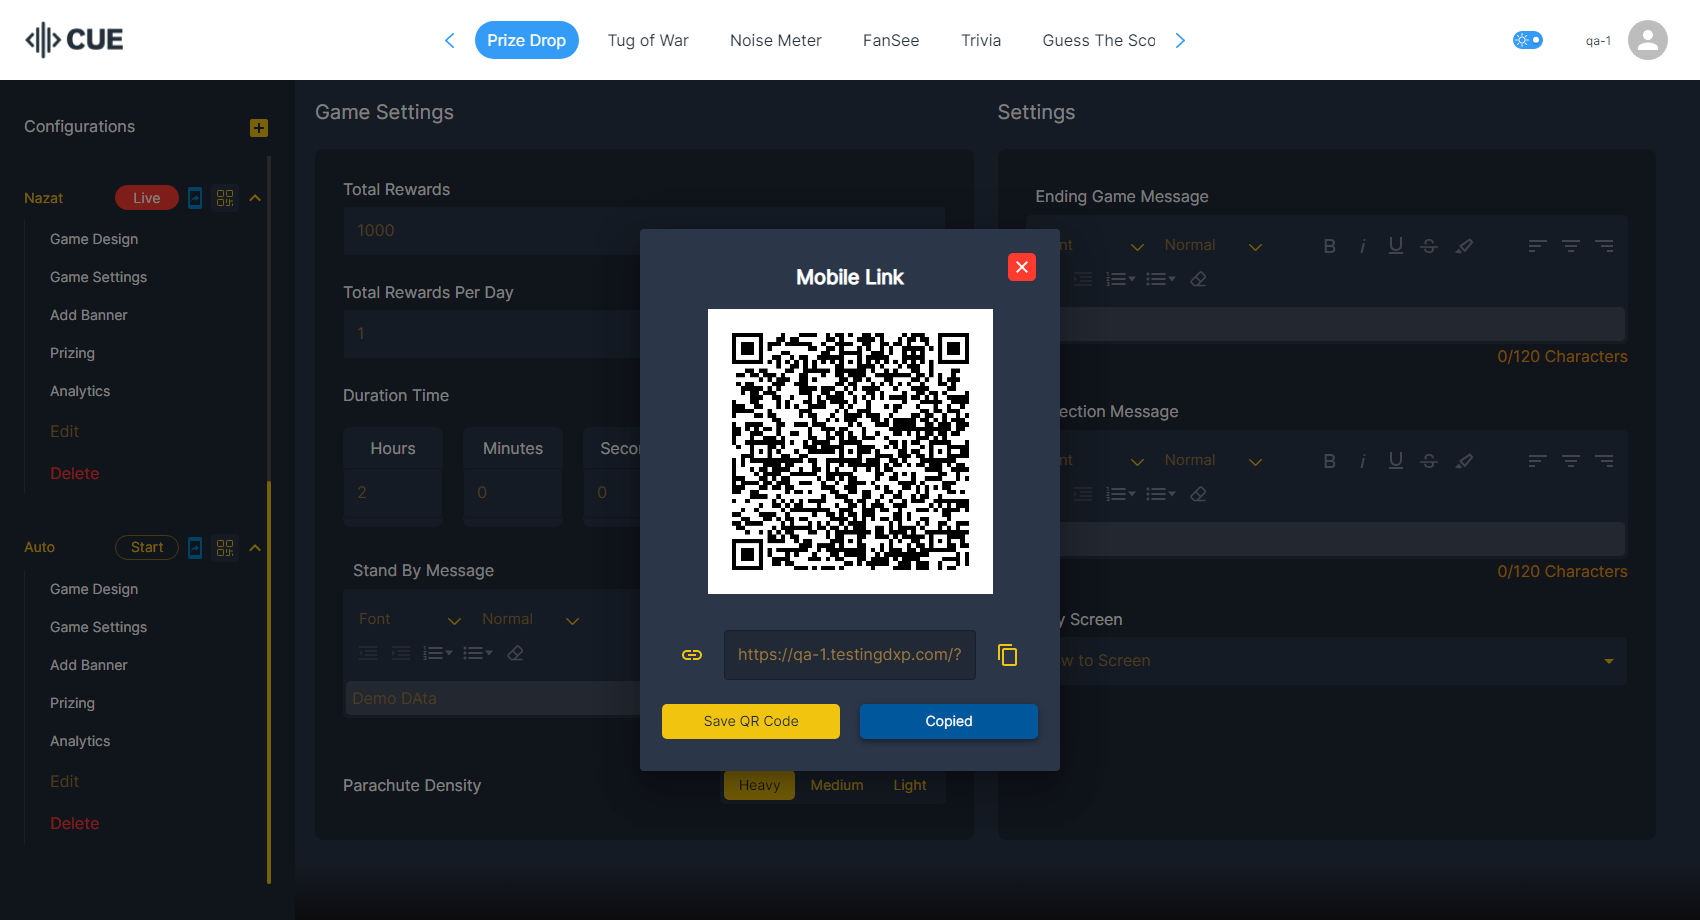 CUE
Prize Drop
Tug of War
Noise Meter
FanSee
Trivia
Guess The Sco
qa-1
Configurations
Nazat
Live
Game Design
Game Settings
Add Banner
Prizing
Analytics
Edit
Delete
Auto
Start
Game Design
Game Settings
Add Banner
Prizing
Analytics
Edit
Delete
Game Settings
Total Rewards
1000
Total Rewards Per Day
1
Duration Time
Hours
Minutes
Secon
2
0
0
Stand By Message
Font
Normal
Demo DAta
Parachute Density
Heavy
Medium
Light
Mobile Link
https://qa-1.testingdxp.com/?
Save QR Code
Copied
Settings
Ending Game Message
nt
Normal
0/120 Characters
ection Message
nt
Normal
0/120 Characters
y Screen
w to Screen